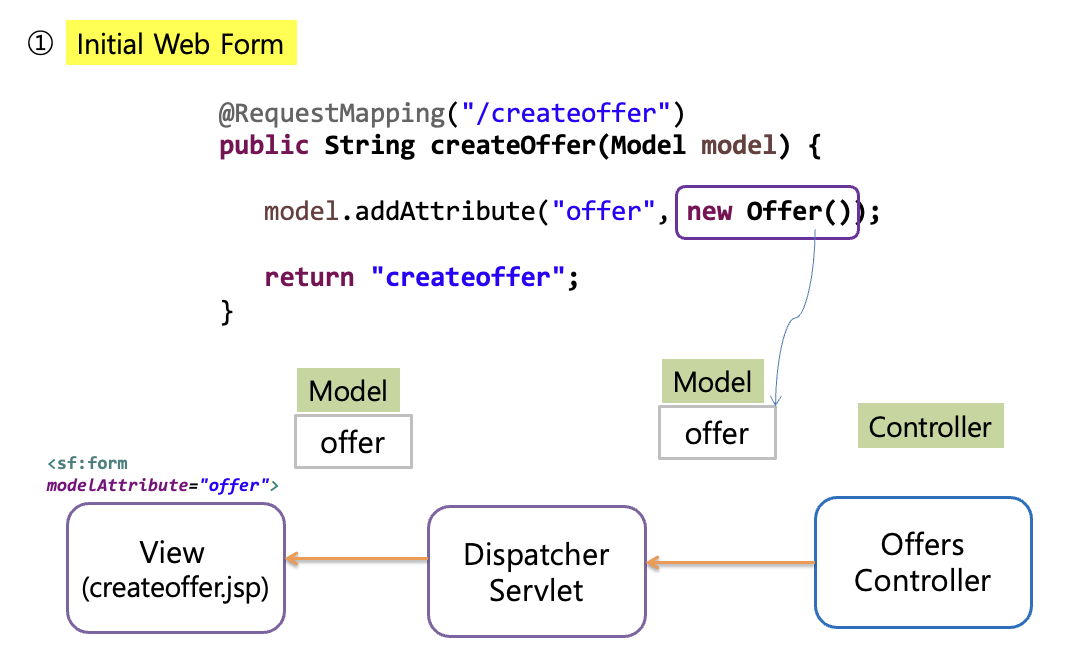 ① Initial Web Form
@RequestMapping("/createoffer")
public String createOffer(Model model) {
model.addAttribute("offer", new Offer());
return "createoffer";
}
Model
offer
Model
offer
Controller
<sf:form
modelAttribute="offer">
View
(createoffer.jsp)
Dispatcher
Servlet
Offers
Controller